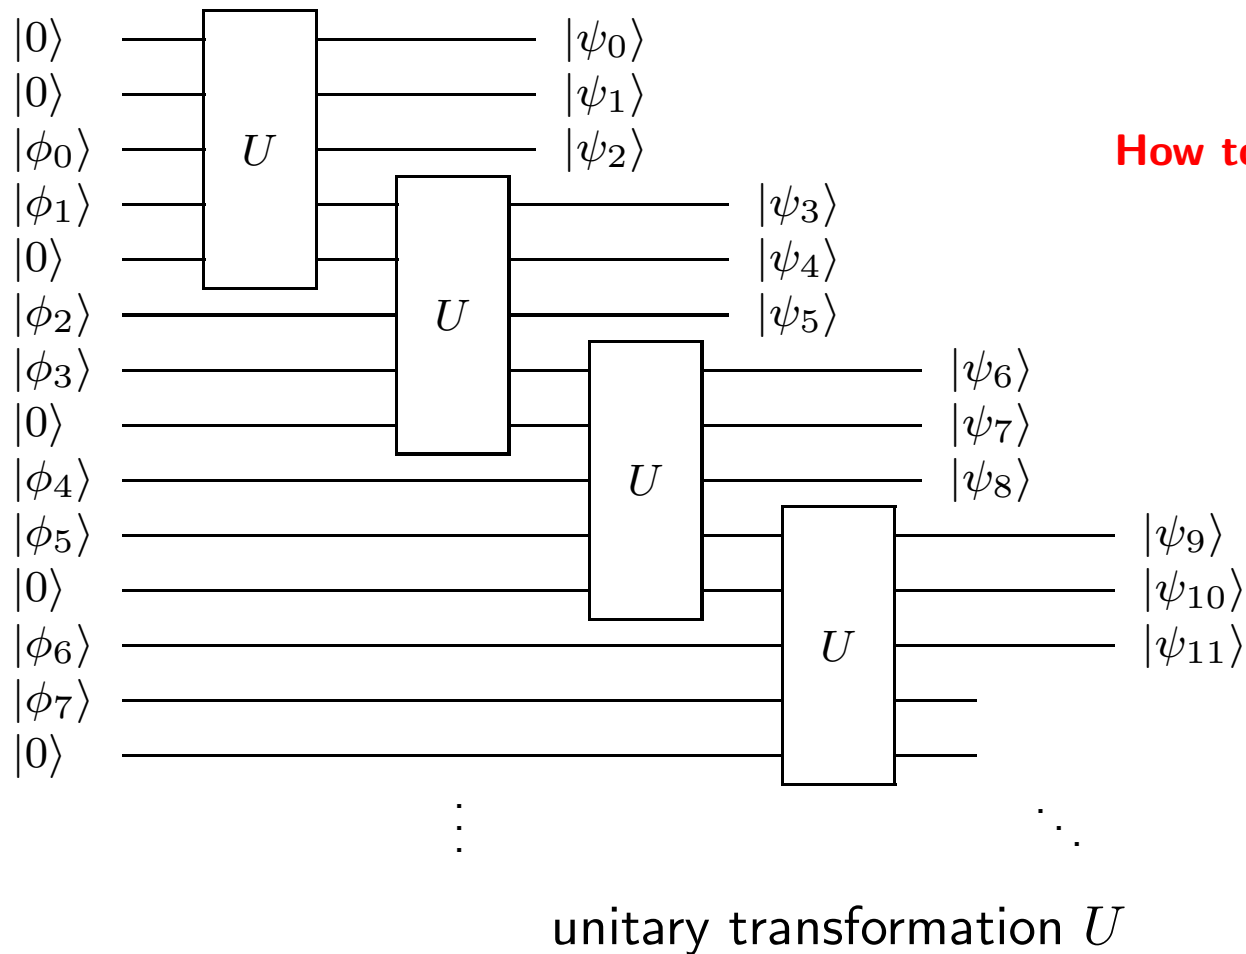 |0⟩ |ψ₀⟩
|0⟩ |ψ₁⟩
|ϕ₀⟩ U |ψ₂⟩ How
|ϕ₁⟩ |ψ₃⟩
|0⟩ |ψ₄⟩
|ϕ₂⟩ U |ψ₅⟩
|ϕ₃⟩ |ψ₆⟩
|0⟩ |ψ₇⟩
|ϕ₄⟩ U |ψ₈⟩
|ϕ₅⟩ |ψ₉⟩
|0⟩ |ψ₁₀⟩
|ϕ₆⟩ U |ψ₁₁⟩
|ϕ₇⟩
|0⟩
⋮ ⋱
unitary transformation U